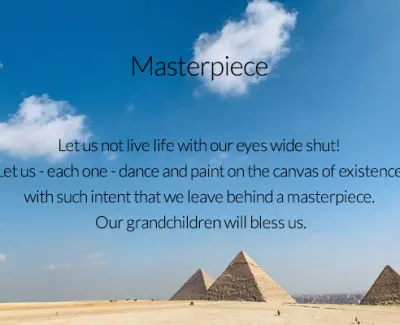 Masterpiece
Let us not live life with our eyes wide shut!
Let us - each one - dance and paint on the canvas of existence
with such intent that we leave behind a masterpiece.
Our grandchildren will bless us.